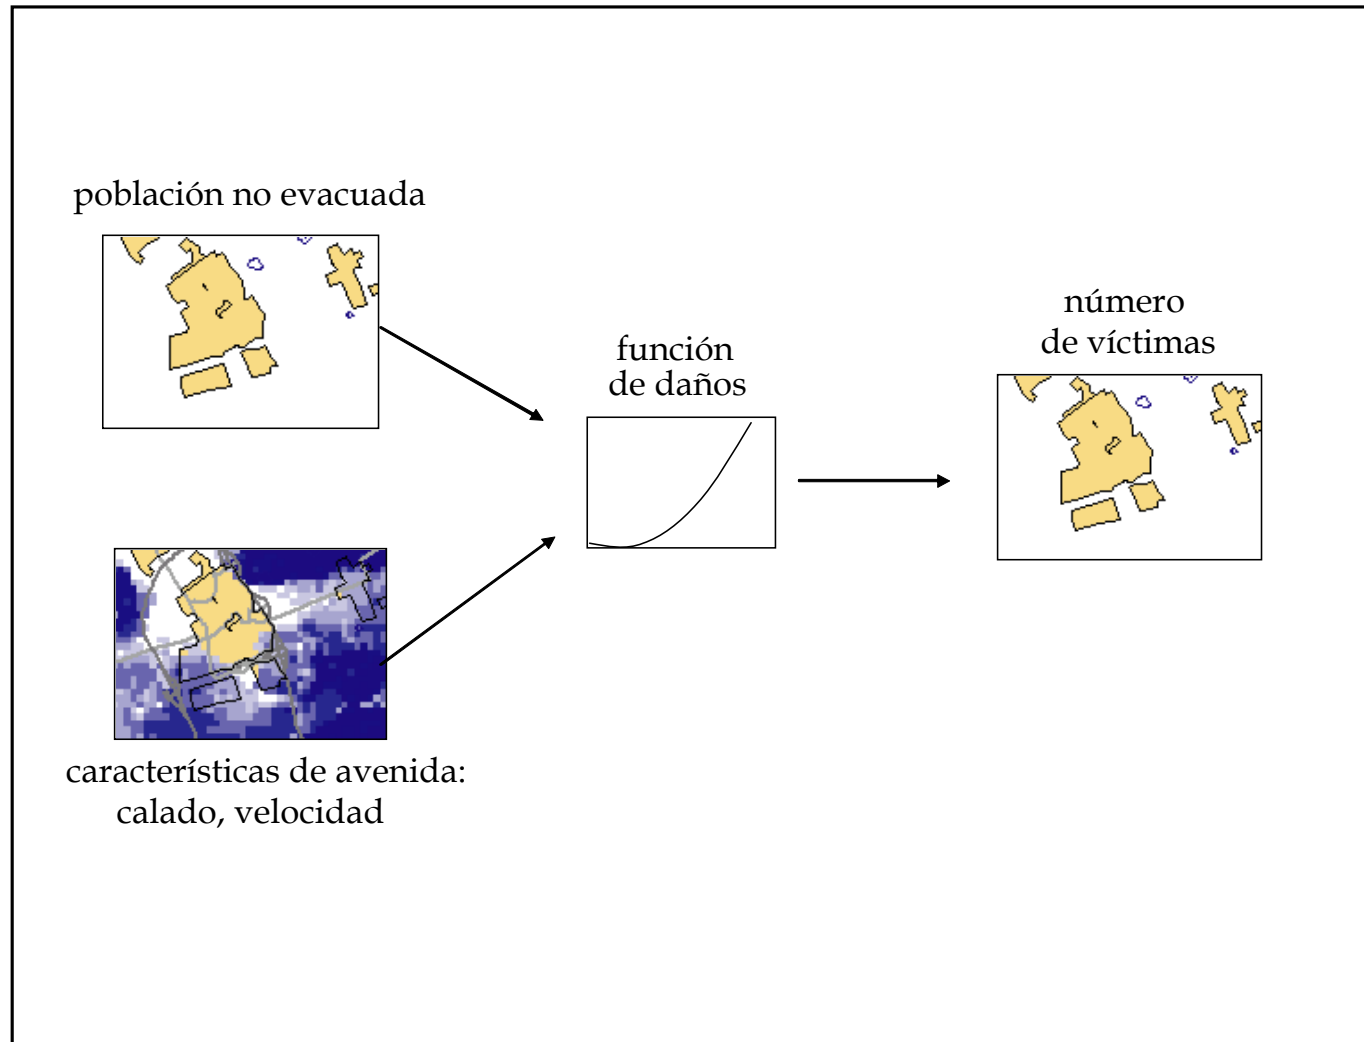 población no evacuada
función
de daños
número
de víctimas
características de avenida:
calado, velocidad